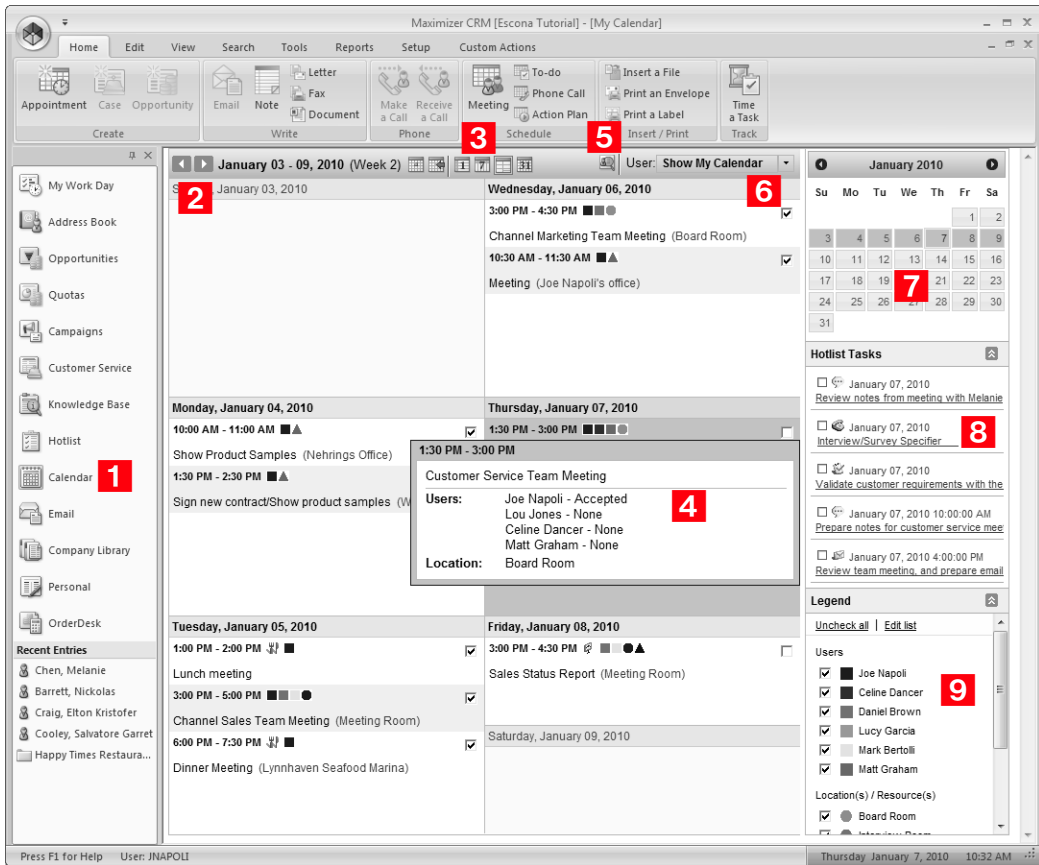 Maximizer CRM [Escona Tutorial] - [My Calendar]
Home Edit View Search Tools Reports Setup Custom Actions
Appointment Case Opportunity
Create
Email Note Letter Fax Document
Write
Make a Call Receive a Call
Phone
Meeting To-do Phone Call Action Plan
3 Schedule
Insert a File
Print an Envelope
Print a Label
5 Insert / Print
Time a Task
Track
My Work Day
Address Book
Opportunities
Quotas
Campaigns
Customer Service
Knowledge Base
Hotlist
Calendar 1
Email
Company Library
Personal
OrderDesk
Recent Entries
Chen, Melanie
Barrett, Nickolas
Craig, Elton Kristofer
Cooley, Salvatore Garret
Happy Times Restaura...
January 03 - 09, 2010 (Week 2) 1 7 31 User: Show My Calendar
2
6
January 03, 2010
Monday, January 04, 2010
10:00 AM - 11:00 AM
Show Product Samples (Nehrings Office)
1:30 PM - 2:30 PM
Sign new contract/Show product samples (W
Tuesday, January 05, 2010
1:00 PM - 2:00 PM
Lunch meeting
3:00 PM - 5:00 PM
Channel Sales Team Meeting (Meeting Room)
6:00 PM - 7:30 PM
Dinner Meeting (Lynnhaven Seafood Marina)
Wednesday, January 06, 2010
3:00 PM - 4:30 PM
Channel Marketing Team Meeting (Board Room)
10:30 AM - 11:30 AM
Meeting (Joe Napoli's office)
Thursday, January 07, 2010
1:30 PM - 3:00 PM
1:30 PM - 3:00 PM
Customer Service Team Meeting
Users: Joe Napoli - Accepted
Lou Jones - None
Celine Dancer - None
Matt Graham - None
Location: Board Room
4
Friday, January 08, 2010
3:00 PM - 4:30 PM
Sales Status Report (Meeting Room)
Saturday, January 09, 2010
January 2010
Su Mo Tu We Th Fr Sa
1 2
3 4 5 6 7 8 9
10 11 12 13 14 15 16
17 18 19 21 22 23
24 25 26 27 28 29 30
31
7
Hotlist Tasks
January 07, 2010
Review notes from meeting with Melanie
January 07, 2010
Interview/Survey Specifier
8
January 07, 2010
Validate customer requirements with the
January 07, 2010 10:00:00 AM
Prepare notes for customer service mee
January 07, 2010 4:00:00 PM
Review team meeting, and prepare email
Legend
Uncheck all | Edit list
Users
Joe Napoli
Celine Dancer
Daniel Brown
Lucy Garcia
Mark Bertolli
Matt Graham
9
Location(s) / Resource(s)
Board Room
Interview Room
Press F1 for Help User: JNAPOLI
Thursday January 7, 2010 10:32 AM